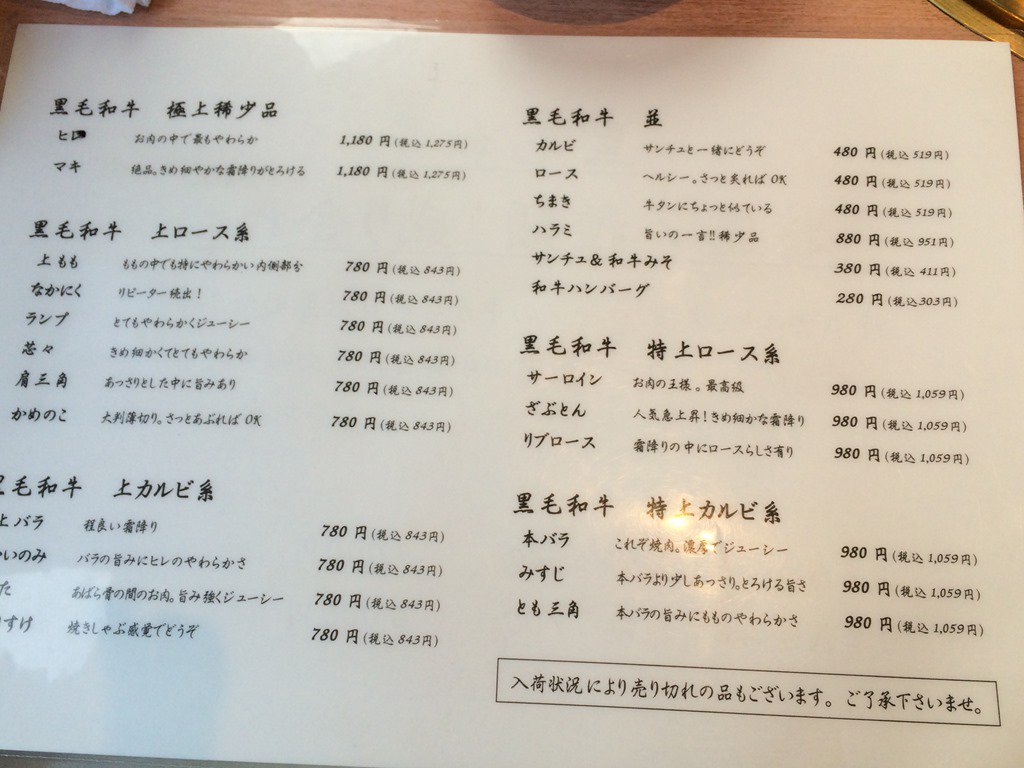 黒毛和牛 極上稀少品
ヒレ お肉の中で最もやわらか 1,180 円(税込 1,275円)
マキ 絶品。きめ細やかな霜降りがとろける 1,180 円(税込 1,275円)
黒毛和牛 上ロース系
上もも ももの中でも特にやわらかい内側部分 780 円(税込 843円)
なかにく リピーター続出! 780 円(税込 843円)
ランプ とてもやわらかくジューシー 780 円(税込 843円)
芯々 きめ細かくてとてもやわらか 780 円(税込 843円)
肩三角 あっさりとした中に旨みあり 780 円(税込 843円)
かめのこ 大判薄切り。さっとあぶれば OK 780 円(税込 843円)
毛和牛 上カルビ系
上バラ 程良い霜降り 780 円(税込 843円)
いのみ バラの旨みにヒレのやわらかさ 780 円(税込 843円)
た あばら骨の間のお肉。旨み強くジューシー 780 円(税込 843円)
すけ 焼きしゃぶ感覚でどうぞ 780 円(税込 843円)
黒毛和牛 並
カルビ サンチュと一緒にどうぞ 480 円(税込 519円)
ロース ヘルシー。さっと炙れば OK 480 円(税込 519円)
ちまき 牛タンにちょっと似ている 480 円(税込 519円)
ハラミ 旨いの一言!!稀少品 880 円(税込 951円)
サンチュ&和牛みそ 380 円(税込 411円)
和牛ハンバーグ 280 円(税込303円)
黒毛和牛 特上ロース系
サーロイン お肉の王様。最高級 980 円(税込 1,059円)
ざぶとん 人気急上昇!きめ細かな霜降り 980 円(税込 1,059円)
リブロース 霜降りの中にロースらしさ有り 980 円(税込 1,059円)
黒毛和牛 特上カルビ系
本バラ これぞ焼肉。濃厚でジューシー 980 円(税込 1,059円)
みすじ 本バラより少しあっさり。とろける旨さ 980 円(税込 1,059円)
とも三角 本バラの旨みにもものやわらかさ 980 円(税込 1,059円)
入荷状況により売り切れの品もございます。ご了承下さいませ。